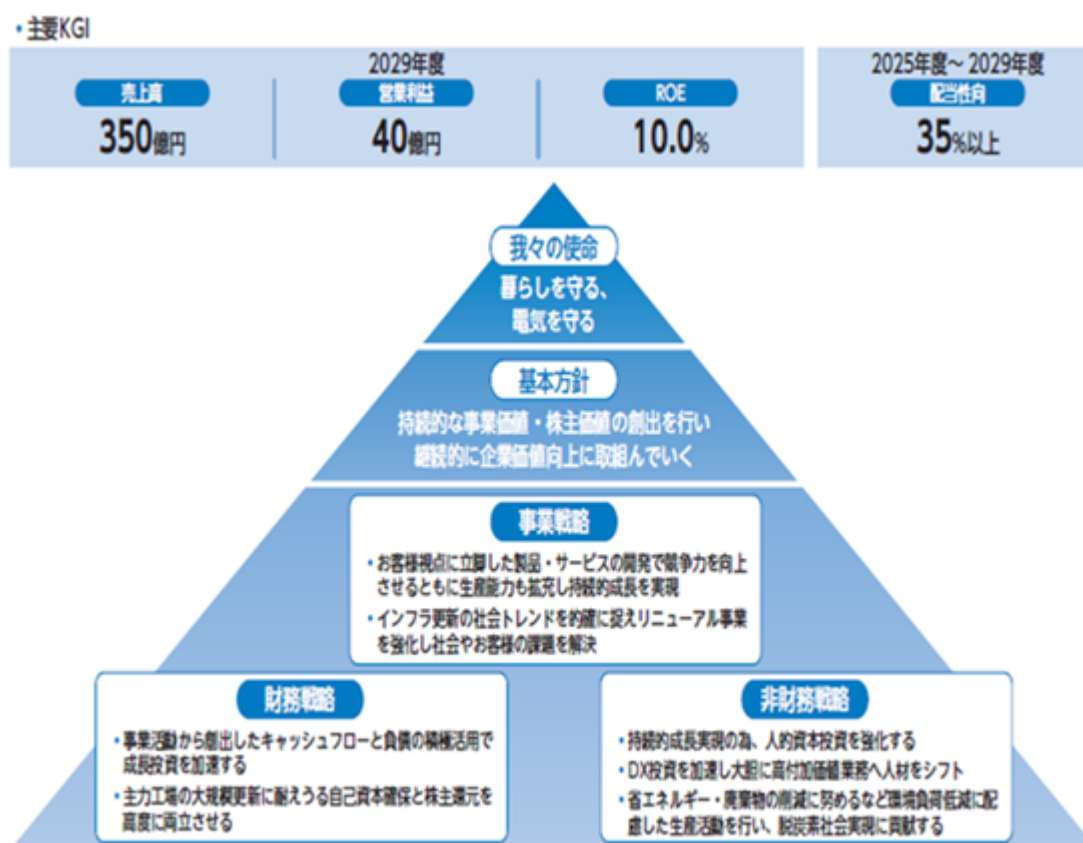 ・主要KGI
2029年度
売上高
350億円
営業利益
40億円
ROE
10.0%
2025年度～2029年度
配当性向
35%以上
我々の使命
暮らしを守る、
電気を守る
基本方針
持続的な事業価値・株主価値の創出を行い
継続的に企業価値向上に取組んでいく
事業戦略
・お客様視点に立脚した製品・サービスの開発で競争力を向上
させるともに生産能力も拡充し持続的成長を実現
・インフラ更新の社会トレンドを的確に捉えリニューアル事業
を強化し社会やお客様の課題を解決
財務戦略
・事業活動から創出したキャッシュフローと負債の積極活用で
成長投資を加速する
・主力工場の大規模更新に耐えうる自己資本確保と株主還元を
高度に両立させる
非財務戦略
・持続的成長実現の為、人的資本投資を強化する
・DX投資を加速し大胆に高付加価値業務へ人材をシフト
・省エネルギー・廃棄物の削減に努めるなど環境負荷低減に配
慮した生産活動を行い、脱炭素社会実現に貢献する